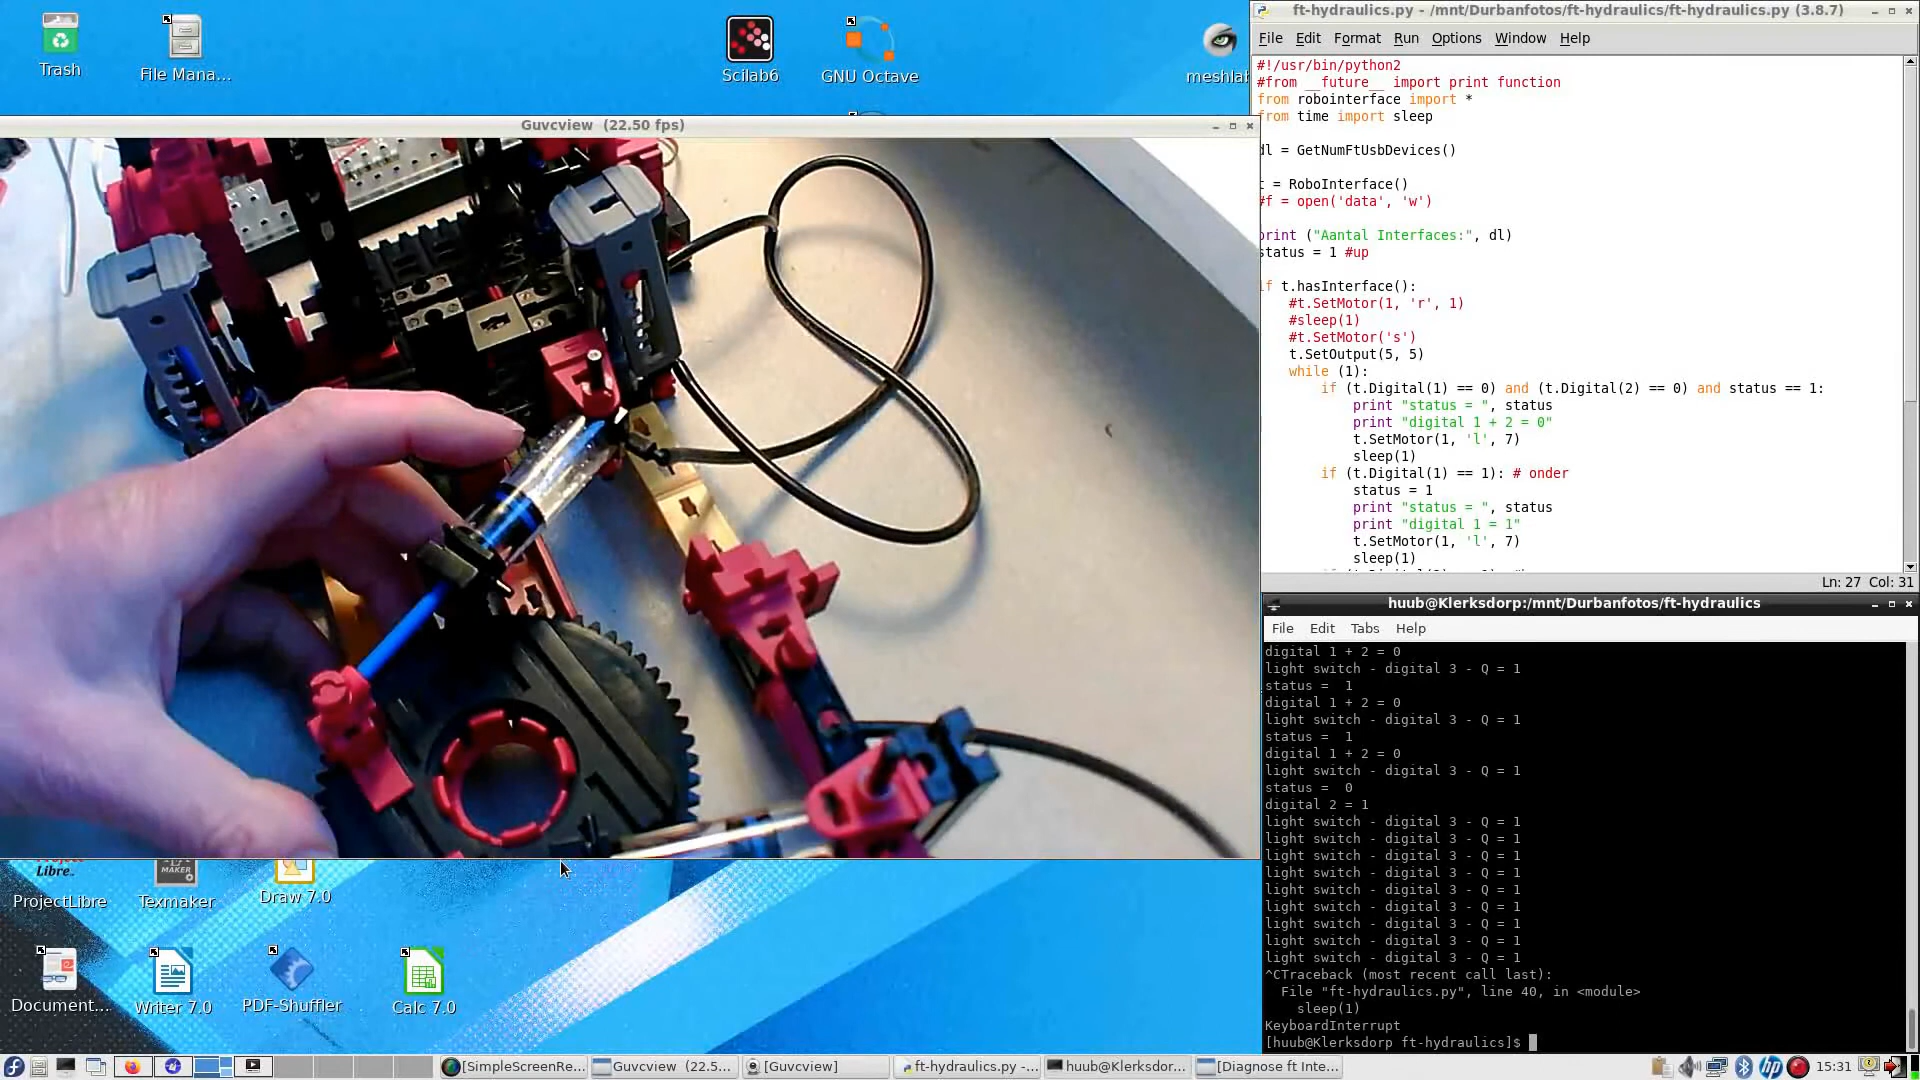 Trash
File Mana...
Scilab6
GNU Octave
meshla
Guvcview (22.50 fps)
ProjectLibre
Texmaker
Draw 7.0
Document...
Writer 7.0
PDF-Shuffler
Calc 7.0
ft-hydraulics.py - /mnt/Durbanfotos/ft-hydraulics/ft-hydraulics.py (3.8.7)
File Edit Format Run Options Window Help
#!/usr/bin/python2
#from __future__ import print function
from robointerface import *
from time import sleep
dl = GetNumFtUsbDevices()
t = RoboInterface()
#f = open('data', 'w')
print ("Aantal Interfaces:", dl)
status = 1 #up
if t.hasInterface():
#t.SetMotor(1, 'r', 1)
#sleep(1)
#t.SetMotor('s')
t.SetOutput(5, 5)
while (1):
if (t.Digital(1) == 0) and (t.Digital(2) == 0) and status == 1:
print "status = ", status
print "digital 1 + 2 = 0"
t.SetMotor(1, 'l', 7)
sleep(1)
if (t.Digital(1) == 1): # onder
status = 1
print "status = ", status
print "digital 1 = 1"
t.SetMotor(1, 'l', 7)
sleep(1)
Ln: 27 Col: 31
huub@Klerksdorp:/mnt/Durbanfotos/ft-hydraulics
File Edit Tabs Help
digital 1 + 2 = 0
light switch - digital 3 - Q = 1
status =  1
digital 1 + 2 = 0
light switch - digital 3 - Q = 1
status =  1
digital 1 + 2 = 0
light switch - digital 3 - Q = 1
status =  0
digital 2 = 1
light switch - digital 3 - Q = 1
light switch - digital 3 - Q = 1
light switch - digital 3 - Q = 1
light switch - digital 3 - Q = 1
light switch - digital 3 - Q = 1
light switch - digital 3 - Q = 1
light switch - digital 3 - Q = 1
light switch - digital 3 - Q = 1
light switch - digital 3 - Q = 1
^CTraceback (most recent call last):
File "ft-hydraulics.py", line 40, in <module>
sleep(1)
KeyboardInterrupt
[huub@Klerksdorp ft-hydraulics]$
[SimpleScreenRe... Guvcview (22.5... [Guvcview] ft-hydraulics.py -... huub@Klerksdor... [Diagnose ft Inte... hp 15:31